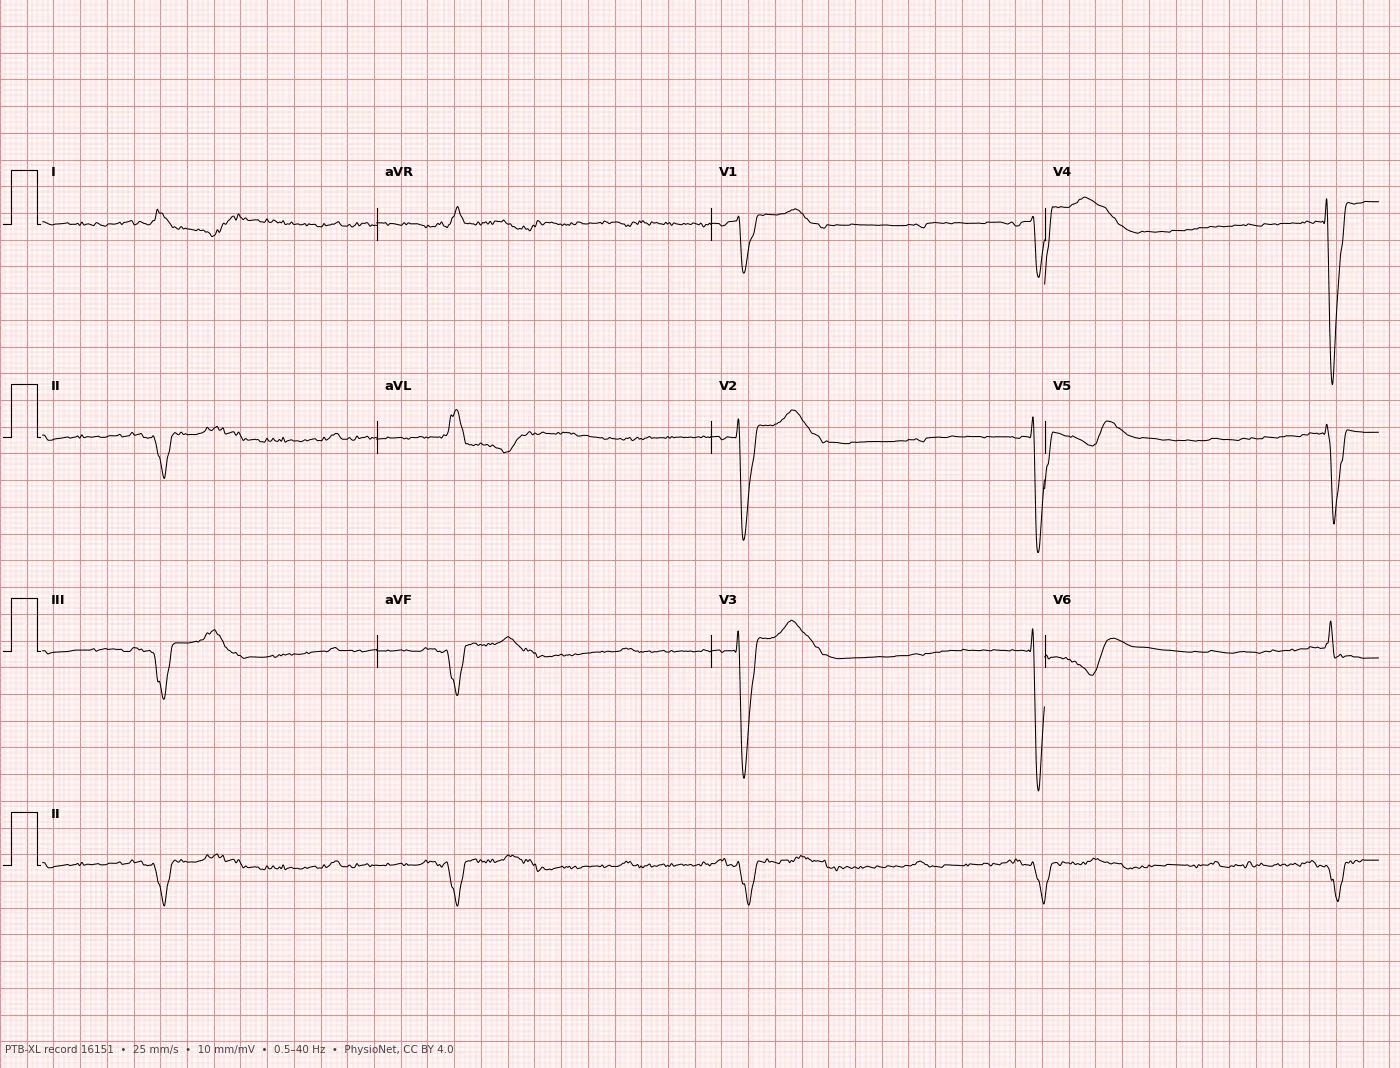 I aVR V1 V4
II aVL V2 V5
III aVF V3 V6
II
PTB-XL record 16151 • 25 mm/s • 10 mm/mV • 0.5–40 Hz • PhysioNet, CC BY 4.0